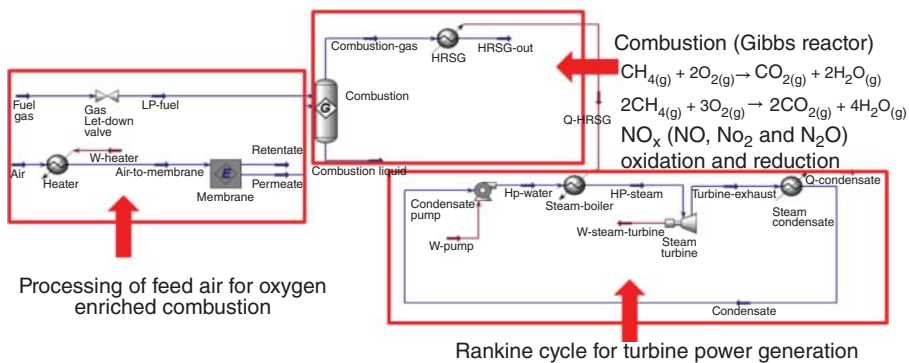 Fuel
gas
Gas
Let-down
valve
LP-fuel
Air
Heater
W-heater
Air-to-membrane
Membrane
E
Retentate
Permeate
Processing of feed air for oxygen
enriched combustion
Combustion-gas
HRSG
HRSG-out
Combustion
G
Combustion liquid
Q-HRSG
Combustion (Gibbs reactor)
CH4(g) + 2O2(g) → CO2(g) + 2H2O(g)
2CH4(g) + 3O2(g) → 2CO2(g) + 4H2O(g)
NOx (NO, No2 and N2O)
oxidation and reduction
Condensate
pump
W-pump
Hp-water
Steam-boiler
HP-steam
W-steam-turbine
Steam
turbine
Turbine-exhaust
Q-condensate
Steam
condensate
Condensate
Rankine cycle for turbine power generation